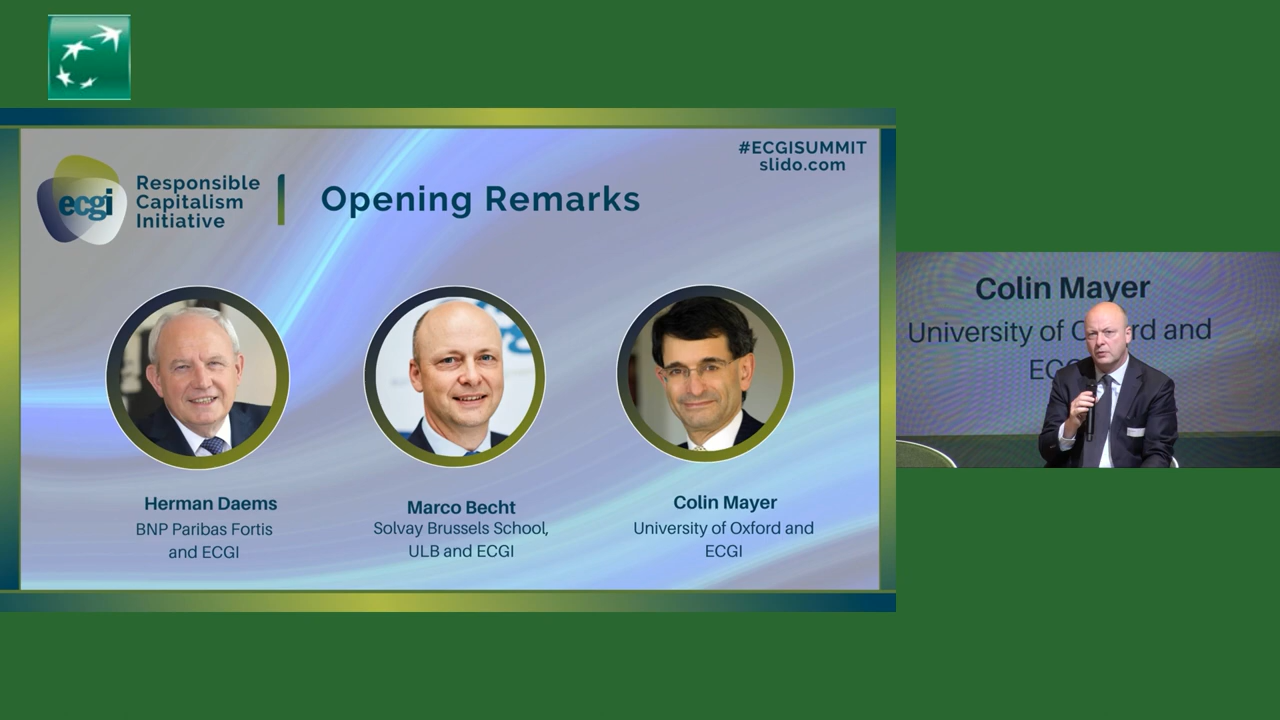 #ECGISUMMIT
slido.com
ecgi
Responsible
Capitalism
Initiative
Opening Remarks
Herman Daems
BNP Paribas Fortis
and ECGI
Marco Becht
Solvay Brussels School,
ULB and ECGI
Colin Mayer
University of Oxford and
ECGI
Colin Mayer
University of rd and